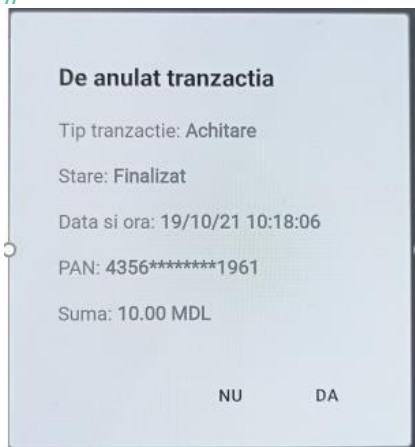 De anulat tranzactia
Tip tranzactie: Achitare
Stare: Finalizat
Data si ora: 19/10/21 10:18:06
PAN: 4356********1961
Suma: 10.00 MDL
NU DA